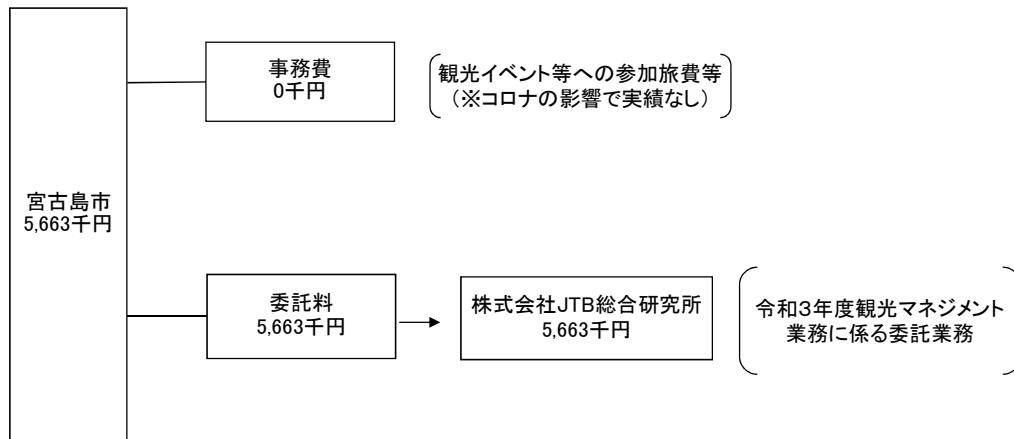 事務費
0千円
観光イベント等への参加旅費等
（※コロナの影響で実績なし）
宮古島市
5,663千円
委託料
5,663千円
株式会社JTB総合研究所
5,663千円
令和３年度観光マネジメント
業務に係る委託業務